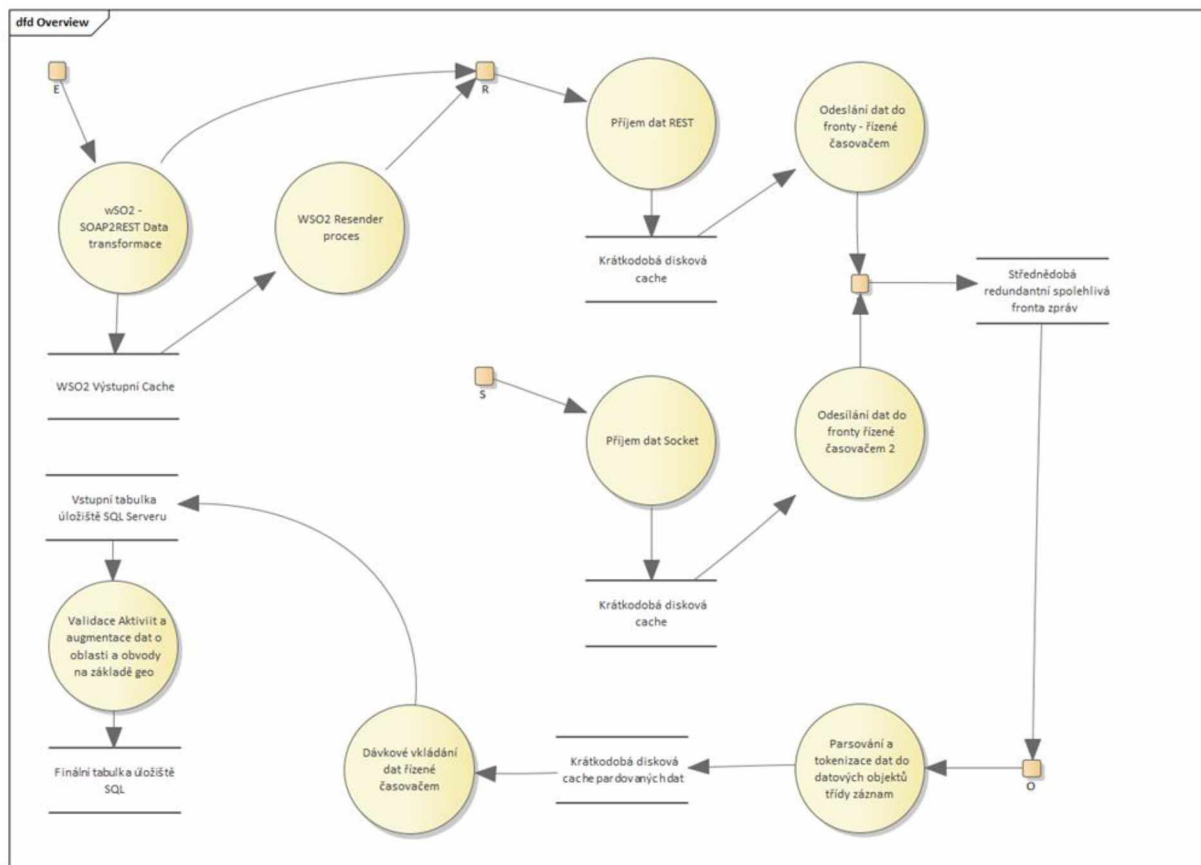 dfd Overview
E
R
Příjem dat REST
Odeslání dat do
fronty - řízené
časovačem
wSO2 -
SOAP2REST Data
transformace
WSO2 Resender
proces
Krátkodobá disková
cache
Střednědobá
redundantní spolehlivá
fronta zpráv
WSO2 Výstupní Cache
S
Příjem dat Socket
Odesílání dat do
fronty řízené
časovačem 2
Vstupní tabulka
úložiště SQL Serveru
Krátkodobá disková
cache
Validace Aktiviit a
augmentace dat o
oblasti a obvody
na základě geo
Finální tabulka úložiště
SQL
Dávkové vkládání
dat řízené
časovačem
Krátkodobá disková
cache pardovaných dat
Parsování a
tokenizace dat do
datových objektů
třídy záznam
O